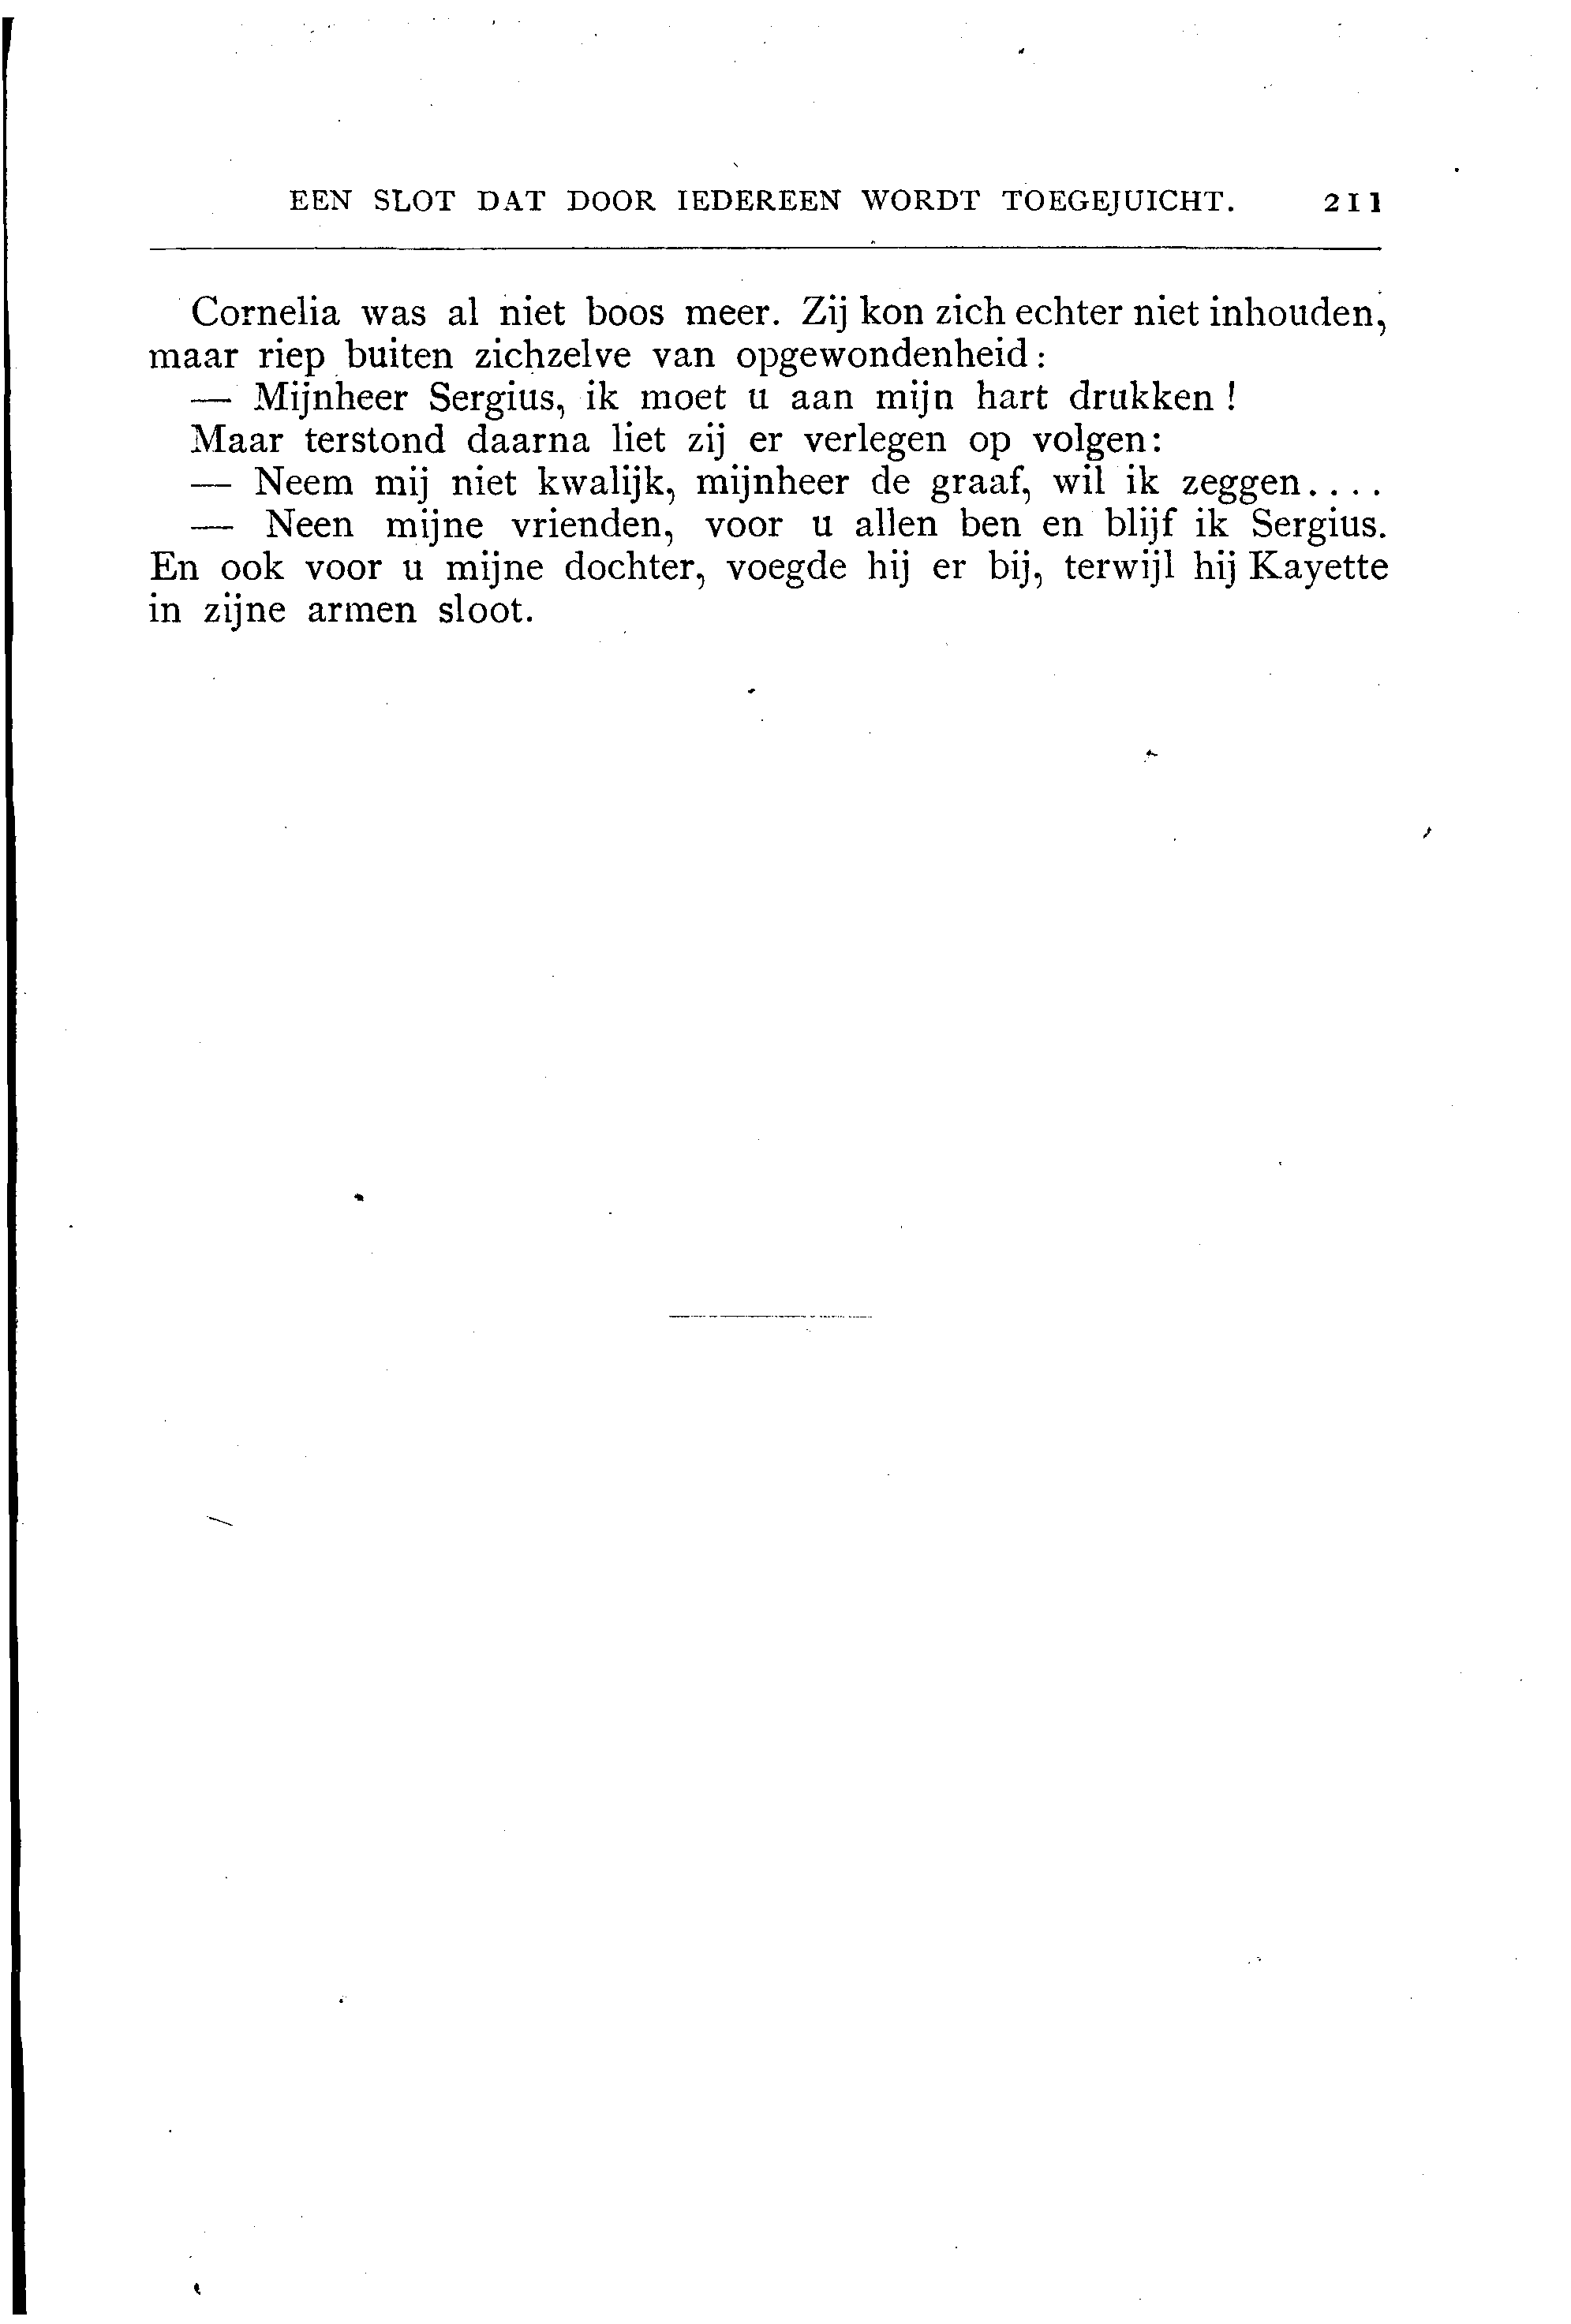 EEN SLOT DAT DOOR IEDEREEN WORDT TOEGEJUICHT. 211
Cornelia was al niet boos meer. Zij kon zich echter niet inhouden,
maar riep buiten zichzelve van opgewondenheid:
— Mijnheer Sergius, ik moet u aan mijn hart drukken!
Maar terstond daarna liet zij er verlegen op volgen:
— Neem mij niet kwalijk, mijnheer de graaf, wil ik zeggen....
— Neen mijne vrienden, voor u allen ben en blijf ik Sergius.
En ook voor u mijne dochter, voegde hij er bij, terwijl hij Kayette
in zijne armen sloot.